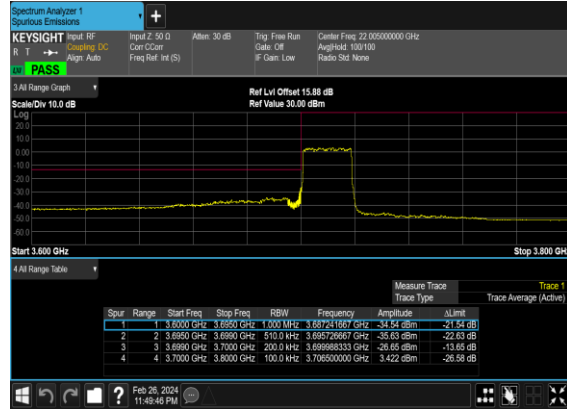 Spectrum Analyzer 1
Spurious Emissions
KEYSIGHT Input: RF Input Z: 50 Ω Atten: 30 dB Trig: Free Run Center Freq: 22.005000000 GHz
R T Coupling: DC Corr CCorr Gate: Off Avg|Hold: 100/100
Align: Auto Freq Ref: Int (S) IF Gain: Low Radio Std: None
PASS
3 All Range Graph Ref Lvl Offset 15.88 dB
Scale/Div 10.0 dB Ref Value 30.00 dBm
Log
20.0
10.0
0.00
-10.0
-20.0
-30.0
-40.0
-50.0
-60.0
Start 3.600 GHz Stop 3.800 GHz
4 All Range Table
Measure Trace Trace 1
Trace Type Trace Average (Active)
Spur Range Start Freq Stop Freq RBW Frequency Amplitude ΔLimit
1 1 3.6000 GHz 3.6950 GHz 1.000 MHz 3.687241667 GHz -34.54 dBm -21.54 dB
2 2 3.6950 GHz 3.6990 GHz 510.0 kHz 3.695726667 GHz -35.63 dBm -22.63 dB
3 3 3.6990 GHz 3.7000 GHz 200.0 kHz 3.699988333 GHz -26.65 dBm -13.65 dB
4 4 3.7000 GHz 3.8000 GHz 100.0 kHz 3.706500000 GHz 3.422 dBm -26.58 dB
? Feb 26, 2024
11:49:46 PM